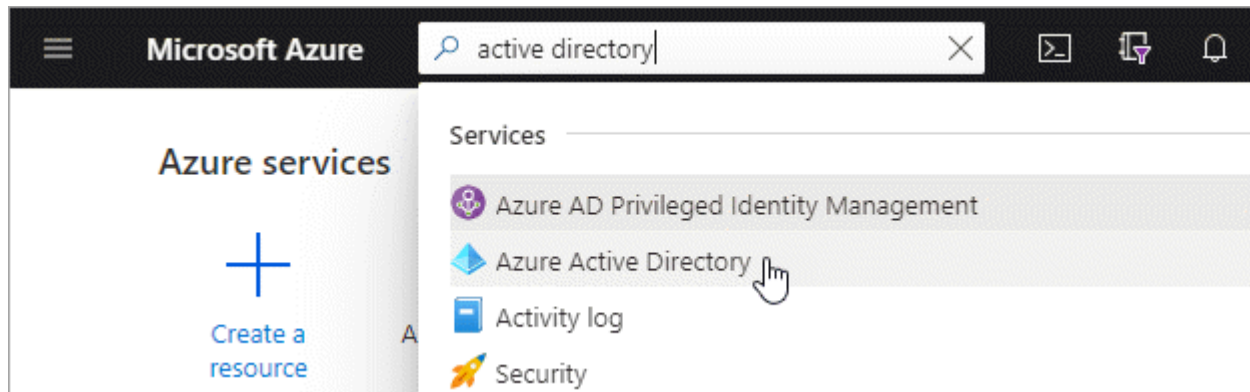 Microsoft Azure
active directory
Azure services
Services
Azure AD Privileged Identity Management
Azure Active Directory
Activity log
Security
Create a
resource
A